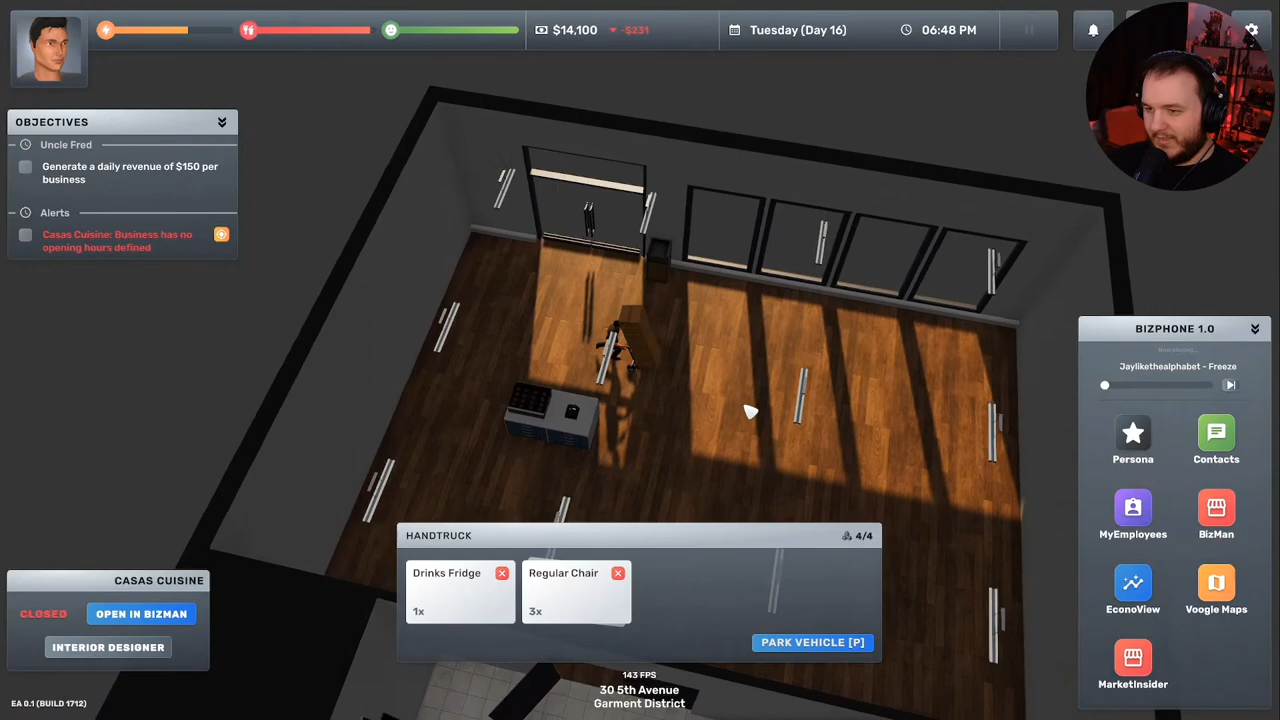 $14,100
-$231
Tuesday (Day 16)
06:48 PM
OBJECTIVES
Uncle Fred
Generate a daily revenue of $150 per
business
Alerts
Casas Cuisine: Business has no
opening hours defined
BIZPHONE 1.0
Jaylikethealphabet - Freeze
Persona
Contacts
MyEmployees
BizMan
EconoView
Voogle Maps
MarketInsider
HANDTRUCK
4/4
Drinks Fridge
Regular Chair
1x
3x
PARK VEHICLE [P]
CASAS CUISINE
CLOSED
OPEN IN BIZMAN
INTERIOR DESIGNER
143 FPS
30 5th Avenue
Garment District
EA 0.1 (BUILD 1712)